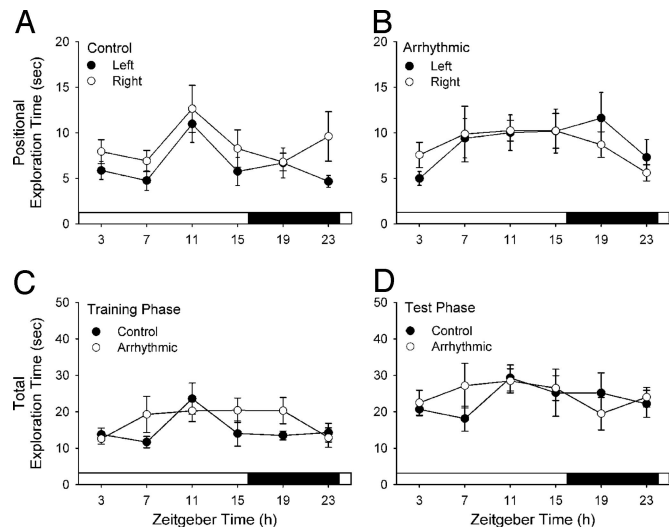 A
Control
Left
Right
20
15
10
5
0
Positional
Exploration Time (sec)
3 7 11 15 19 23
B
Arrhythmic
Left
Right
20
15
10
5
0
3 7 11 15 19 23
C
Training Phase
Control
Arrhythmic
50
40
30
20
10
0
Total
Exploration Time (sec)
3 7 11 15 19 23
Zeitgeber Time (h)
D
Test Phase
Control
Arrhythmic
50
40
30
20
10
0
3 7 11 15 19 23
Zeitgeber Time (h)